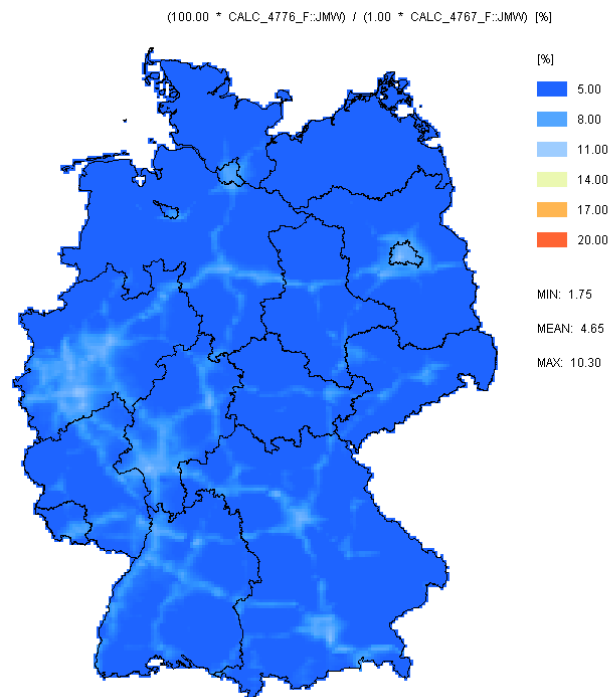 (100.00 * CALC_4776_F::JMW) / (1.00 * CALC_4767_F::JMW) [%]
[%]
5.00
8.00
11.00
14.00
17.00
20.00
MIN: 1.75
MEAN: 4.65
MAX: 10.30